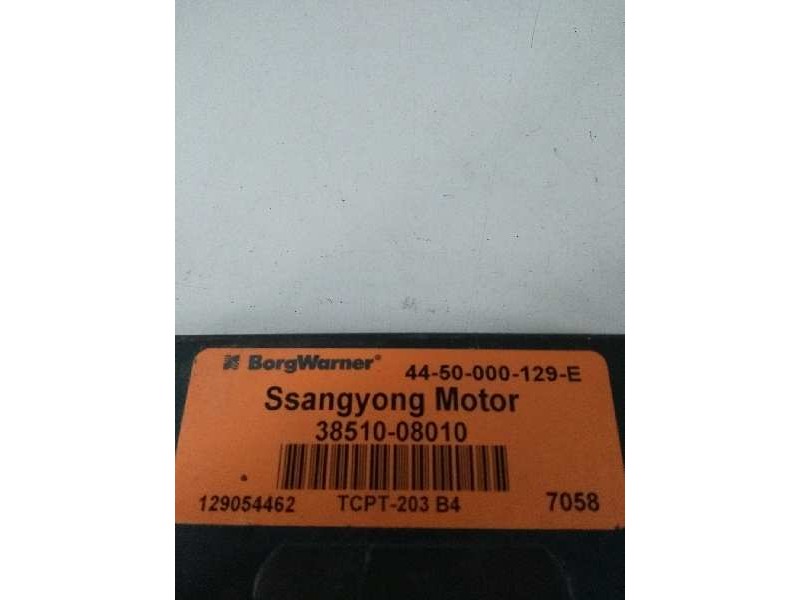 BorgWarner® 44-50-000-129-E
Ssangyong Motor
38510-08010
129054462 TCPT-203 B4 7058